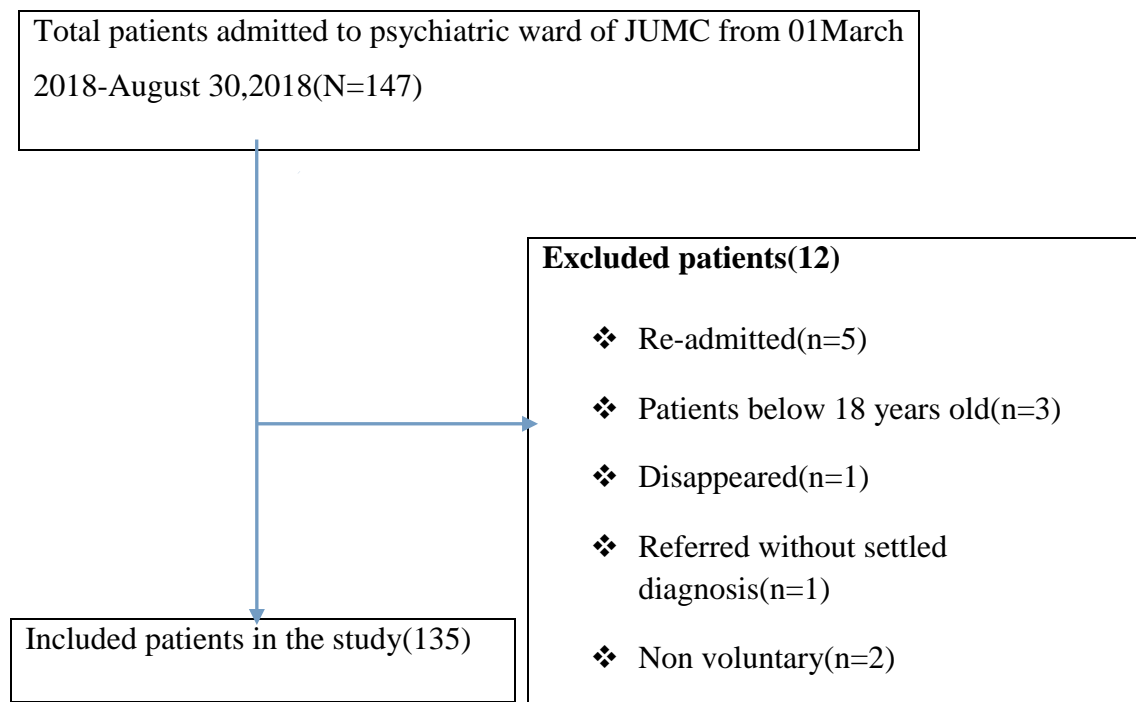 Total patients admitted to psychiatric ward of JUMC from 01March
2018-August 30,2018(N=147)
Excluded patients(12)
❖ Re-admitted(n=5)
❖ Patients below 18 years old(n=3)
❖ Disappeared(n=1)
❖ Referred without settled
diagnosis(n=1)
❖ Non voluntary(n=2)
Included patients in the study(135)